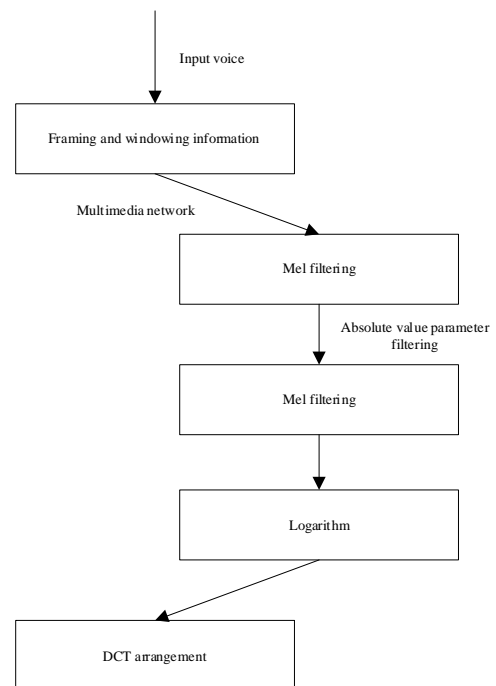 Input voice
Framing and windowing information
Multimedia network
Mel filtering
Absolute value parameter
filtering
Mel filtering
Logarithm
DCT arrangement